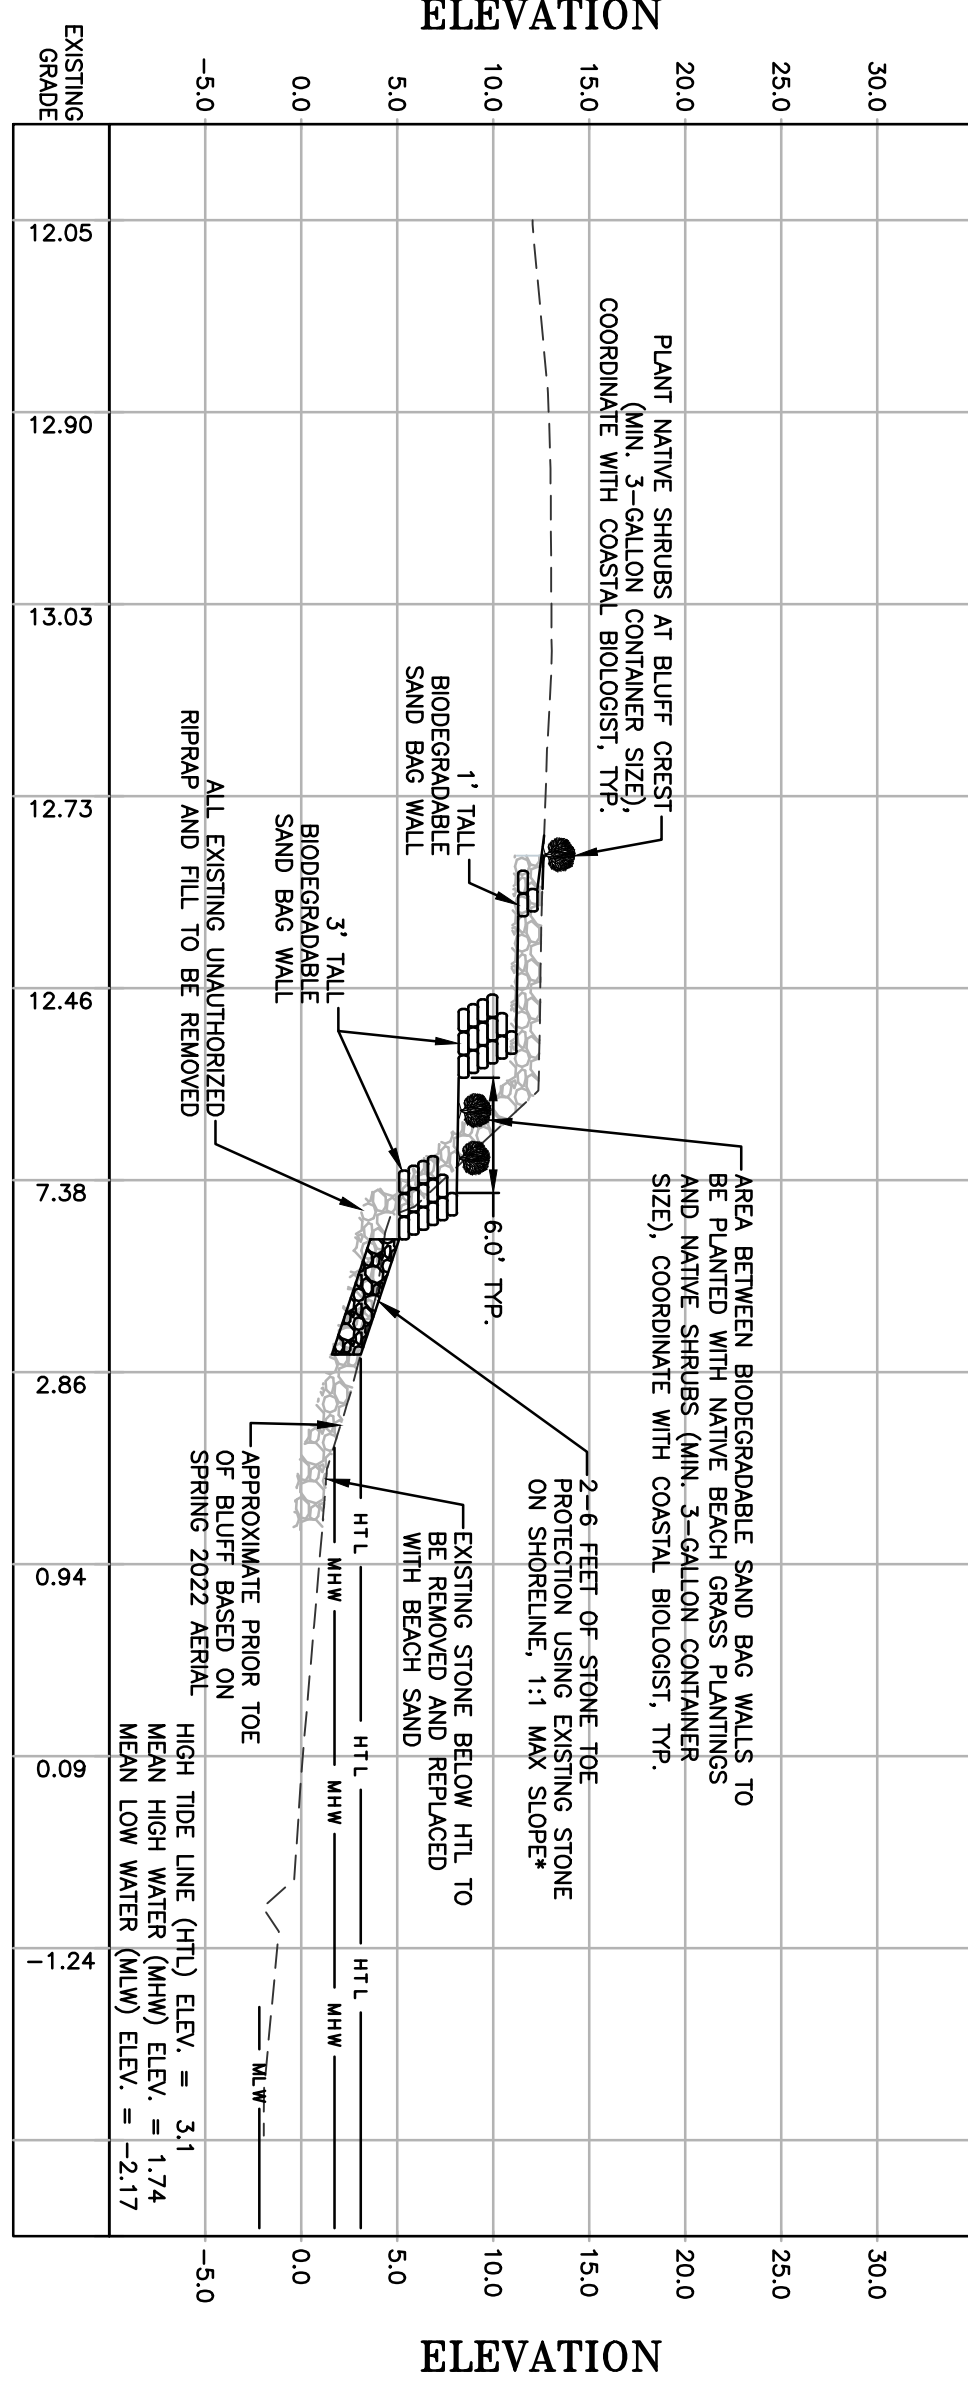 ELEVATION
30.0
25.0
20.0
15.0
10.0
5.0
0.0
-5.0
EXISTING
GRADE
PLANT NATIVE SHRUBS AT BLUFF CREST
(MIN. 3-GALLON CONTAINER SIZE),
COORDINATE WITH COASTAL BIOLOGIST, TYP.
1' TALL
BIODEGRADABLE
SAND BAG WALL
3' TALL
BIODEGRADABLE
SAND BAG WALL
ALL EXISTING UNAUTHORIZED
RIPRAP AND FILL TO BE REMOVED
AREA BETWEEN BIODEGRADABLE SAND BAG WALLS TO
BE PLANTED WITH NATIVE BEACH GRASS PLANTINGS
AND NATIVE SHRUBS (MIN. 3-GALLON CONTAINER
SIZE), COORDINATE WITH COASTAL BIOLOGIST, TYP.
6.0' TYP.
2-6 FEET OF STONE TOE
PROTECTION USING EXISTING STONE
ON SHORELINE, 1:1 MAX SLOPE*
EXISTING STONE BELOW HTL TO
BE REMOVED AND REPLACED
WITH BEACH SAND
HTL HTL HTL
MHW MHW MHW
MLW
APPROXIMATE PRIOR TOE
OF BLUFF BASED ON
SPRING 2022 AERIAL
HIGH TIDE LINE (HTL) ELEV. = 3.1
MEAN HIGH WATER (MHW) ELEV. = 1.74
MEAN LOW WATER (MLW) ELEV. = -2.17
12.05 12.90 13.03 12.73 12.46 7.38 2.86 0.94 0.09 -1.24
30.0
25.0
20.0
15.0
10.0
5.0
0.0
-5.0
ELEVATION